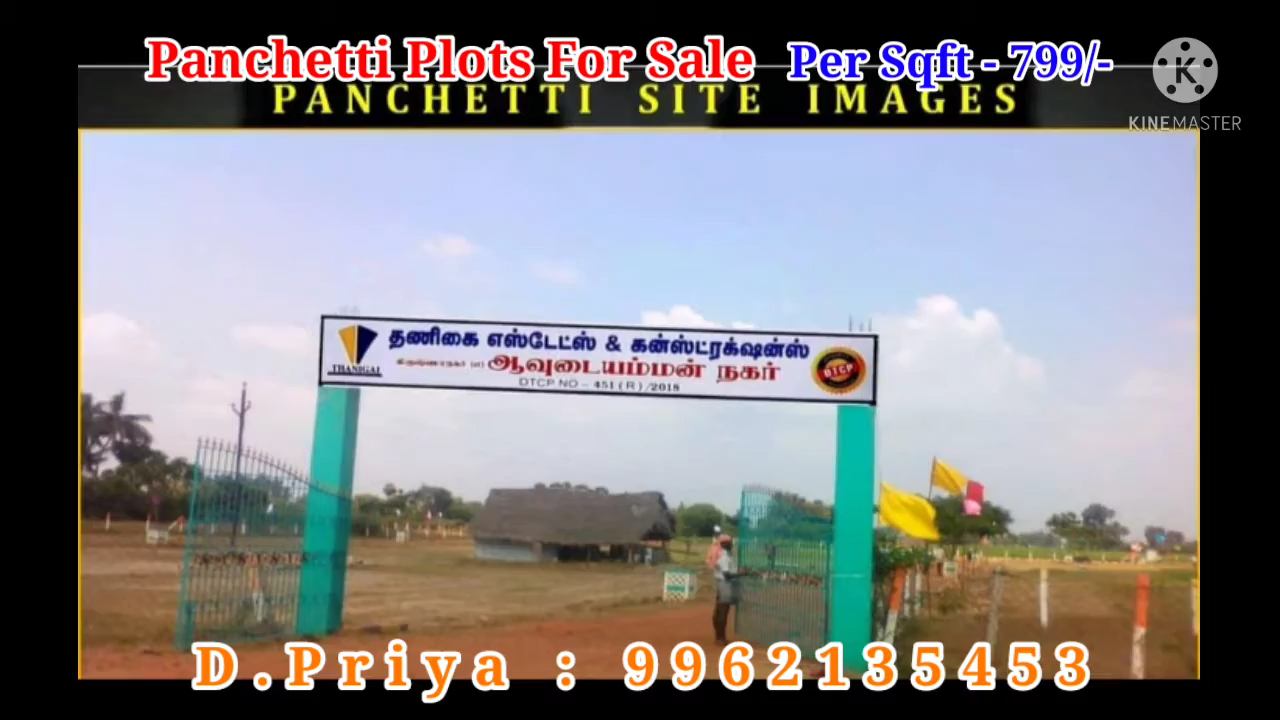 Panchetti Plots For Sale Per Sqft - 799/-
PANCHETTI SITE IMAGES
KINEMASTER
தணிகை எஸ்டேட்ஸ் & கன்ஸ்ட்ரக்‌ஷன்ஸ்
கிருஷ்ணாநகர் (எ) ஆவுடையம்மன் நகர்
THANIGAI
DTCP
DTCP NO - 451 (R) /2018
D.Priya : 9962135453